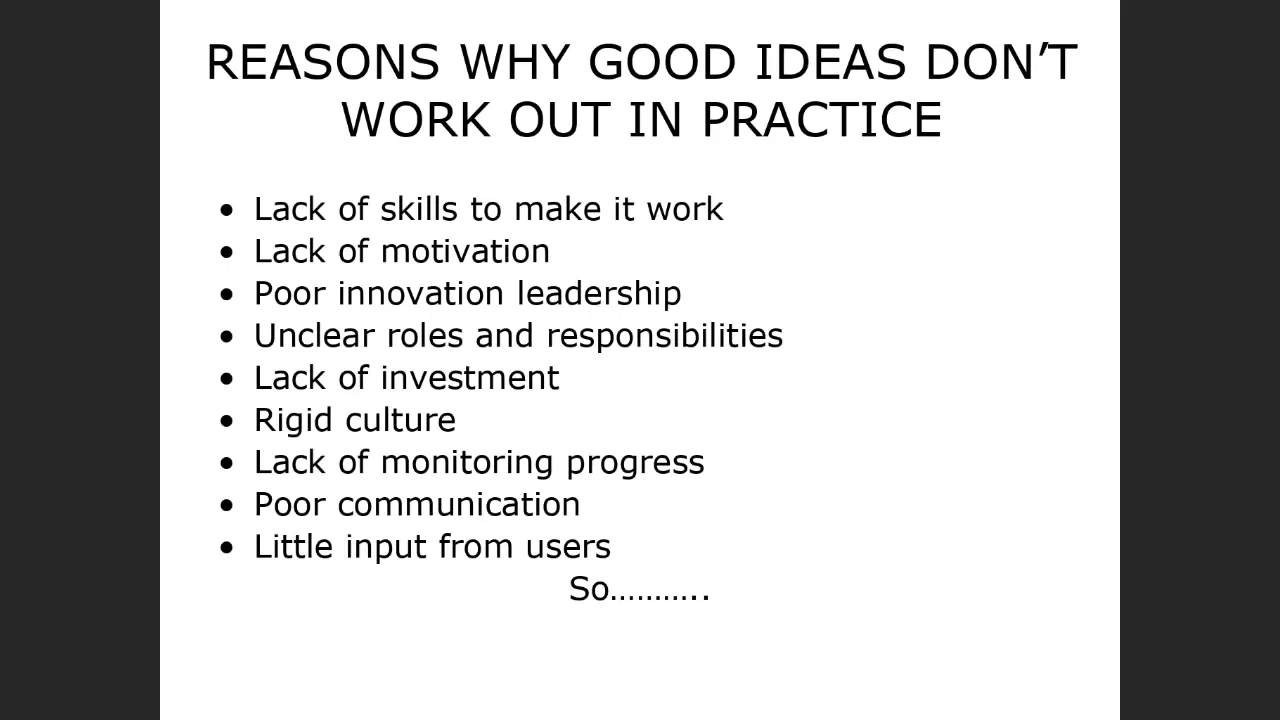 REASONS WHY GOOD IDEAS DON’T
WORK OUT IN PRACTICE
• Lack of skills to make it work
• Lack of motivation
• Poor innovation leadership
• Unclear roles and responsibilities
• Lack of investment
• Rigid culture
• Lack of monitoring progress
• Poor communication
• Little input from users
So………..